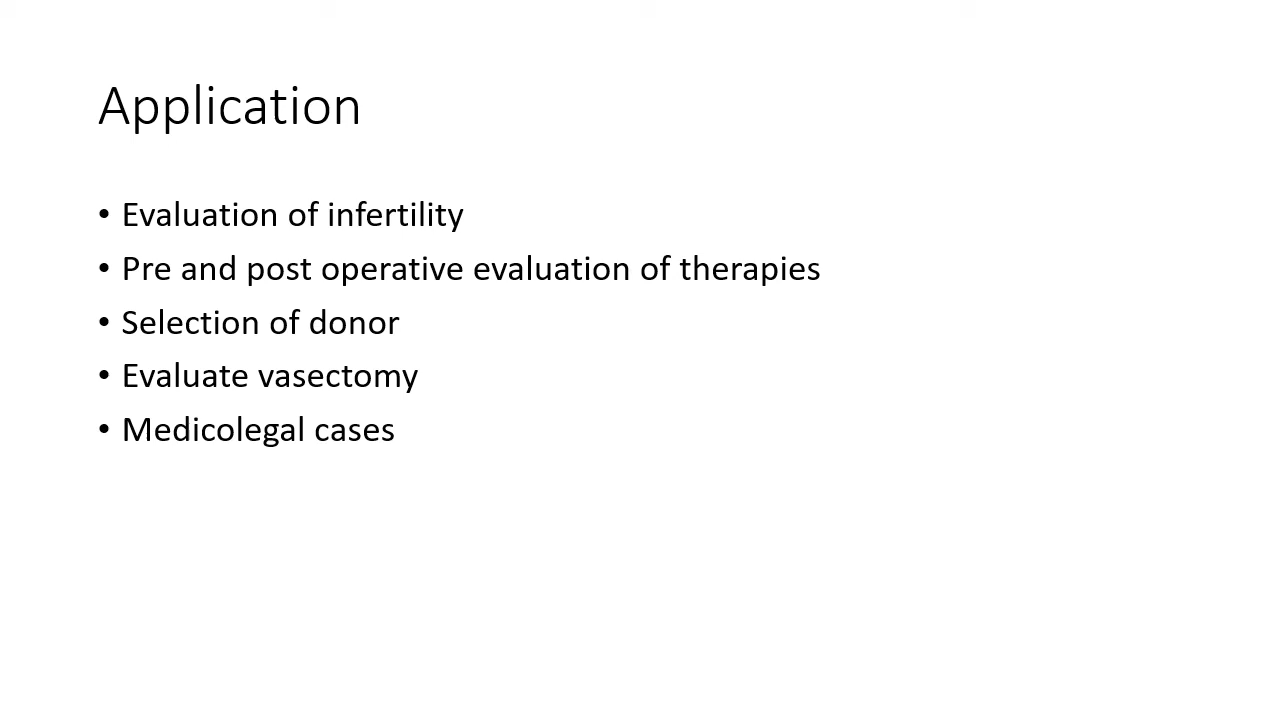 Application
• Evaluation of infertility
• Pre and post operative evaluation of therapies
• Selection of donor
• Evaluate vasectomy
• Medicolegal cases